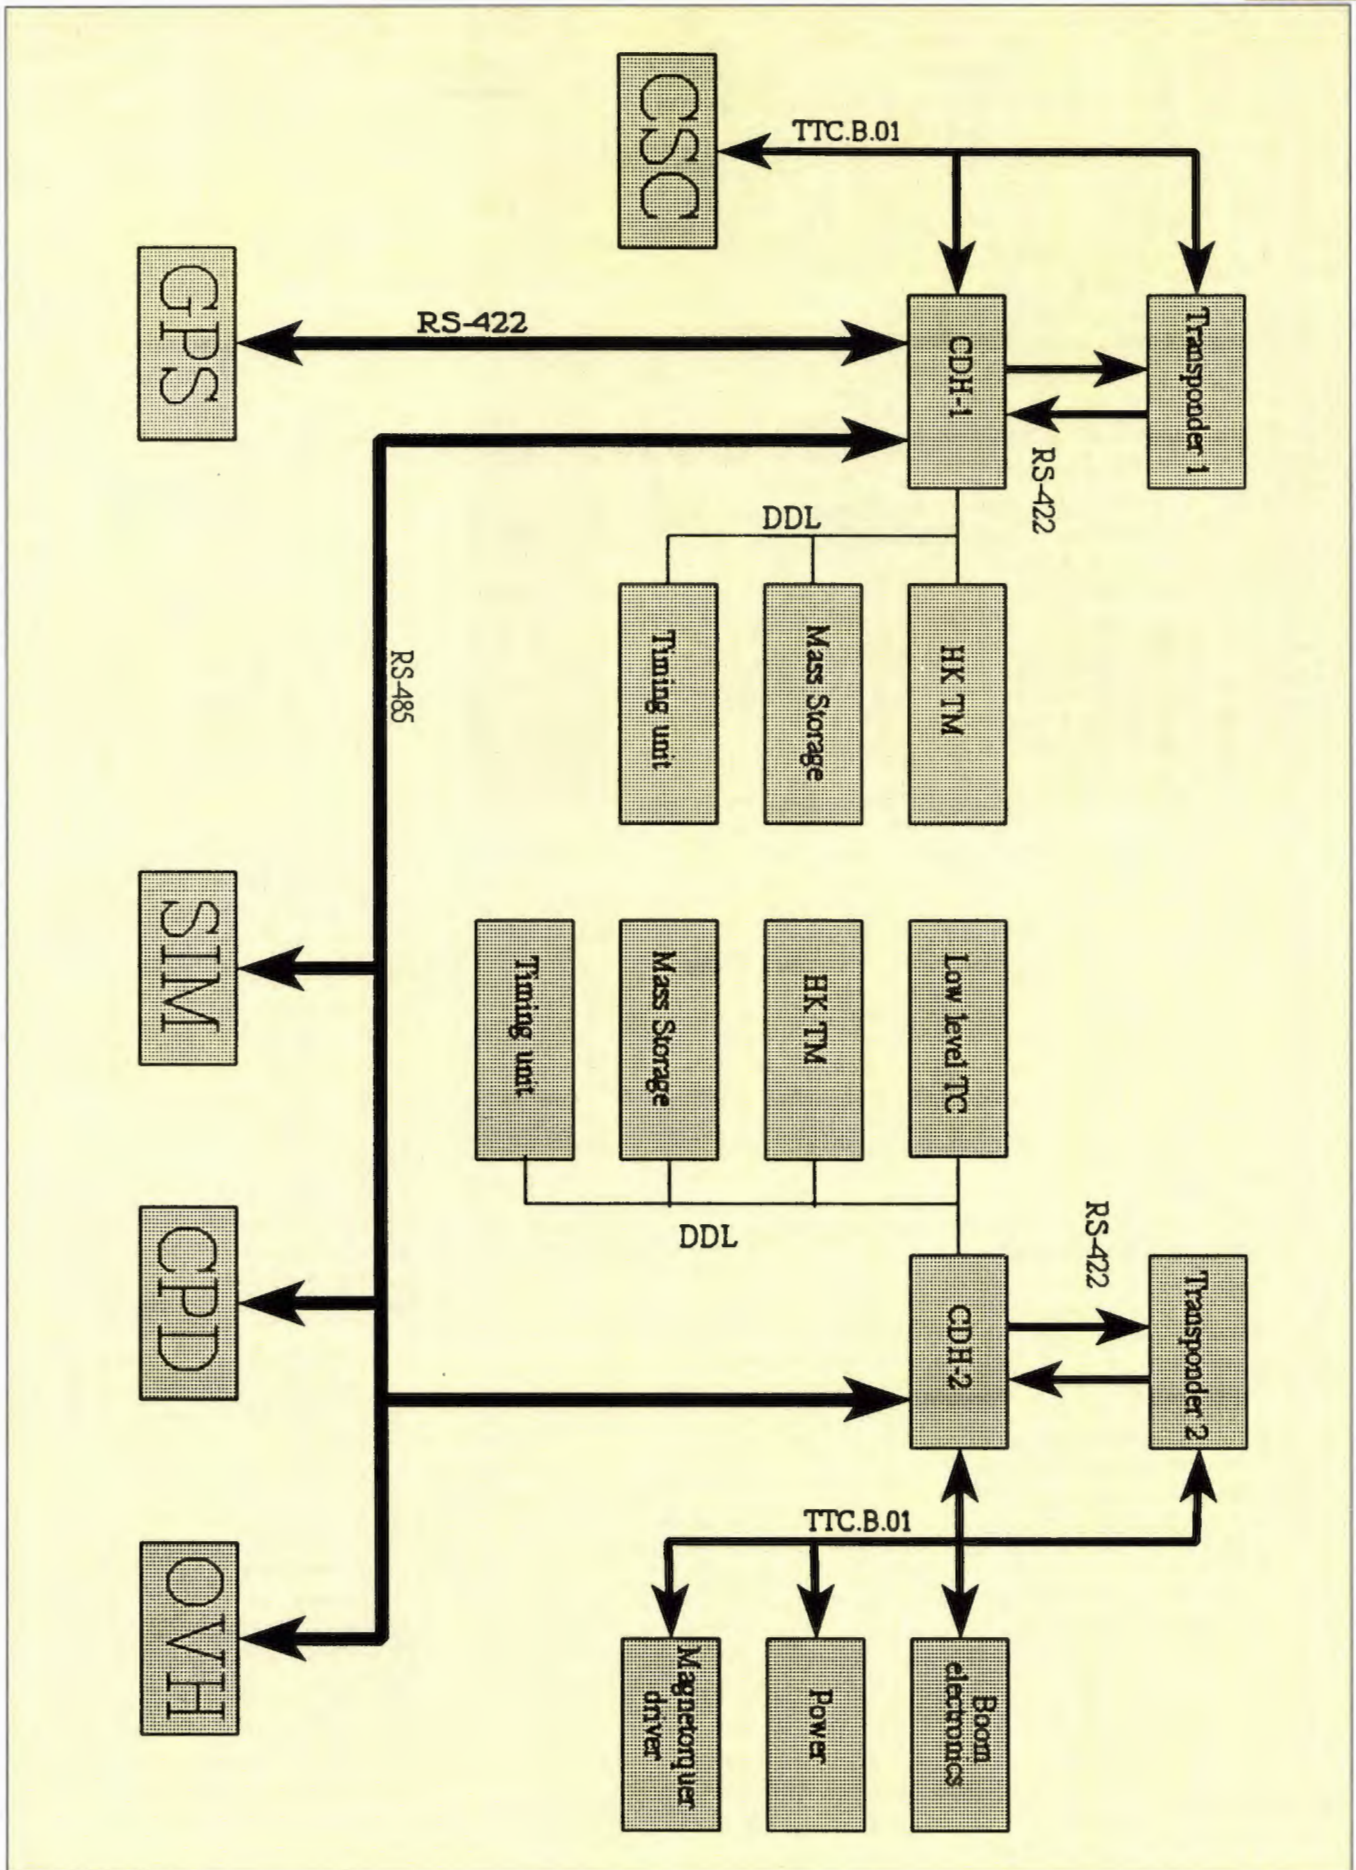 Transponder 1
RS-422
Transponder 2
RS-422
CDH-1
HK TM
Low level TC
CDH-2
Boom
electronics
TTC.B.01
DDL
Mass Storage
HK TM
TTC.B.01
Power
CSC
Timing unit
Mass Storage
DDL
Magnetorquer
driver
Timing unit
RS-422
RS-485
GPS
SIM
CPD
OVH